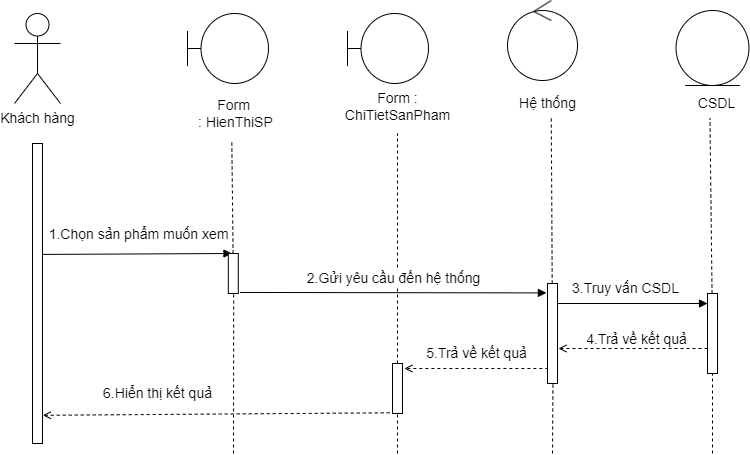 Khách hàng
Form
: HienThiSP
Form :
ChiTietSanPham
Hệ thống
CSDL
1.Chọn sản phẩm muốn xem
2.Gửi yêu cầu đến hệ thống
3.Truy vấn CSDL
4.Trả về kết quả
5.Trả về kết quả
6.Hiển thị kết quả